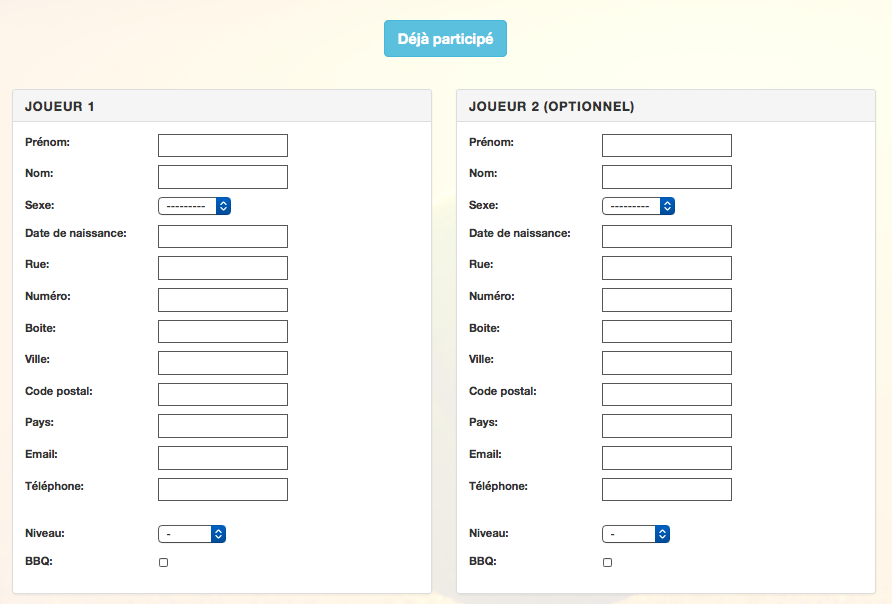 Déjà participé
JOUEUR 1
Prénom:
Nom:
Sexe: ---------
Date de naissance:
Rue:
Numéro:
Boite:
Ville:
Code postal:
Pays:
Email:
Téléphone:
Niveau: -
BBQ:
JOUEUR 2 (OPTIONNEL)
Prénom:
Nom:
Sexe: ---------
Date de naissance:
Rue:
Numéro:
Boite:
Ville:
Code postal:
Pays:
Email:
Téléphone:
Niveau: -
BBQ: